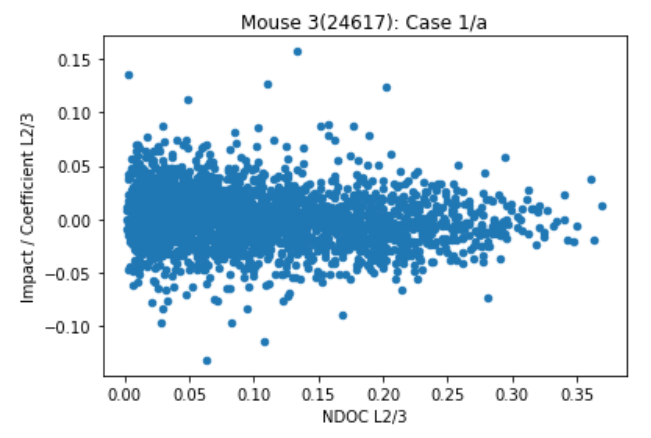 Mouse 3(24617): Case 1/a
Impact / Coefficient L2/3
0.15
0.10
0.05
0.00
−0.05
−0.10
0.00 0.05 0.10 0.15 0.20 0.25 0.30 0.35
NDOC L2/3